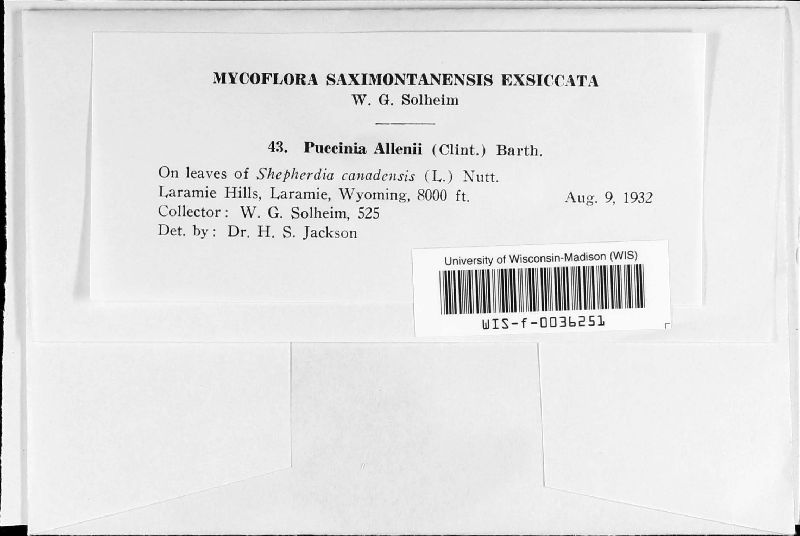 MYCOFLORA SAXIMONTANENSIS EXSICCATA
W. G. Solheim
43. Puccinia Allenii (Clint.) Barth.
On leaves of Shepherdia canadensis (L.) Nutt.
Laramie Hills, Laramie, Wyoming, 8000 ft. Aug. 9, 1932
Collector: W. G. Solheim, 525
Det. by: Dr. H. S. Jackson
University of Wisconsin-Madison (WIS)
WIS-f-0036251